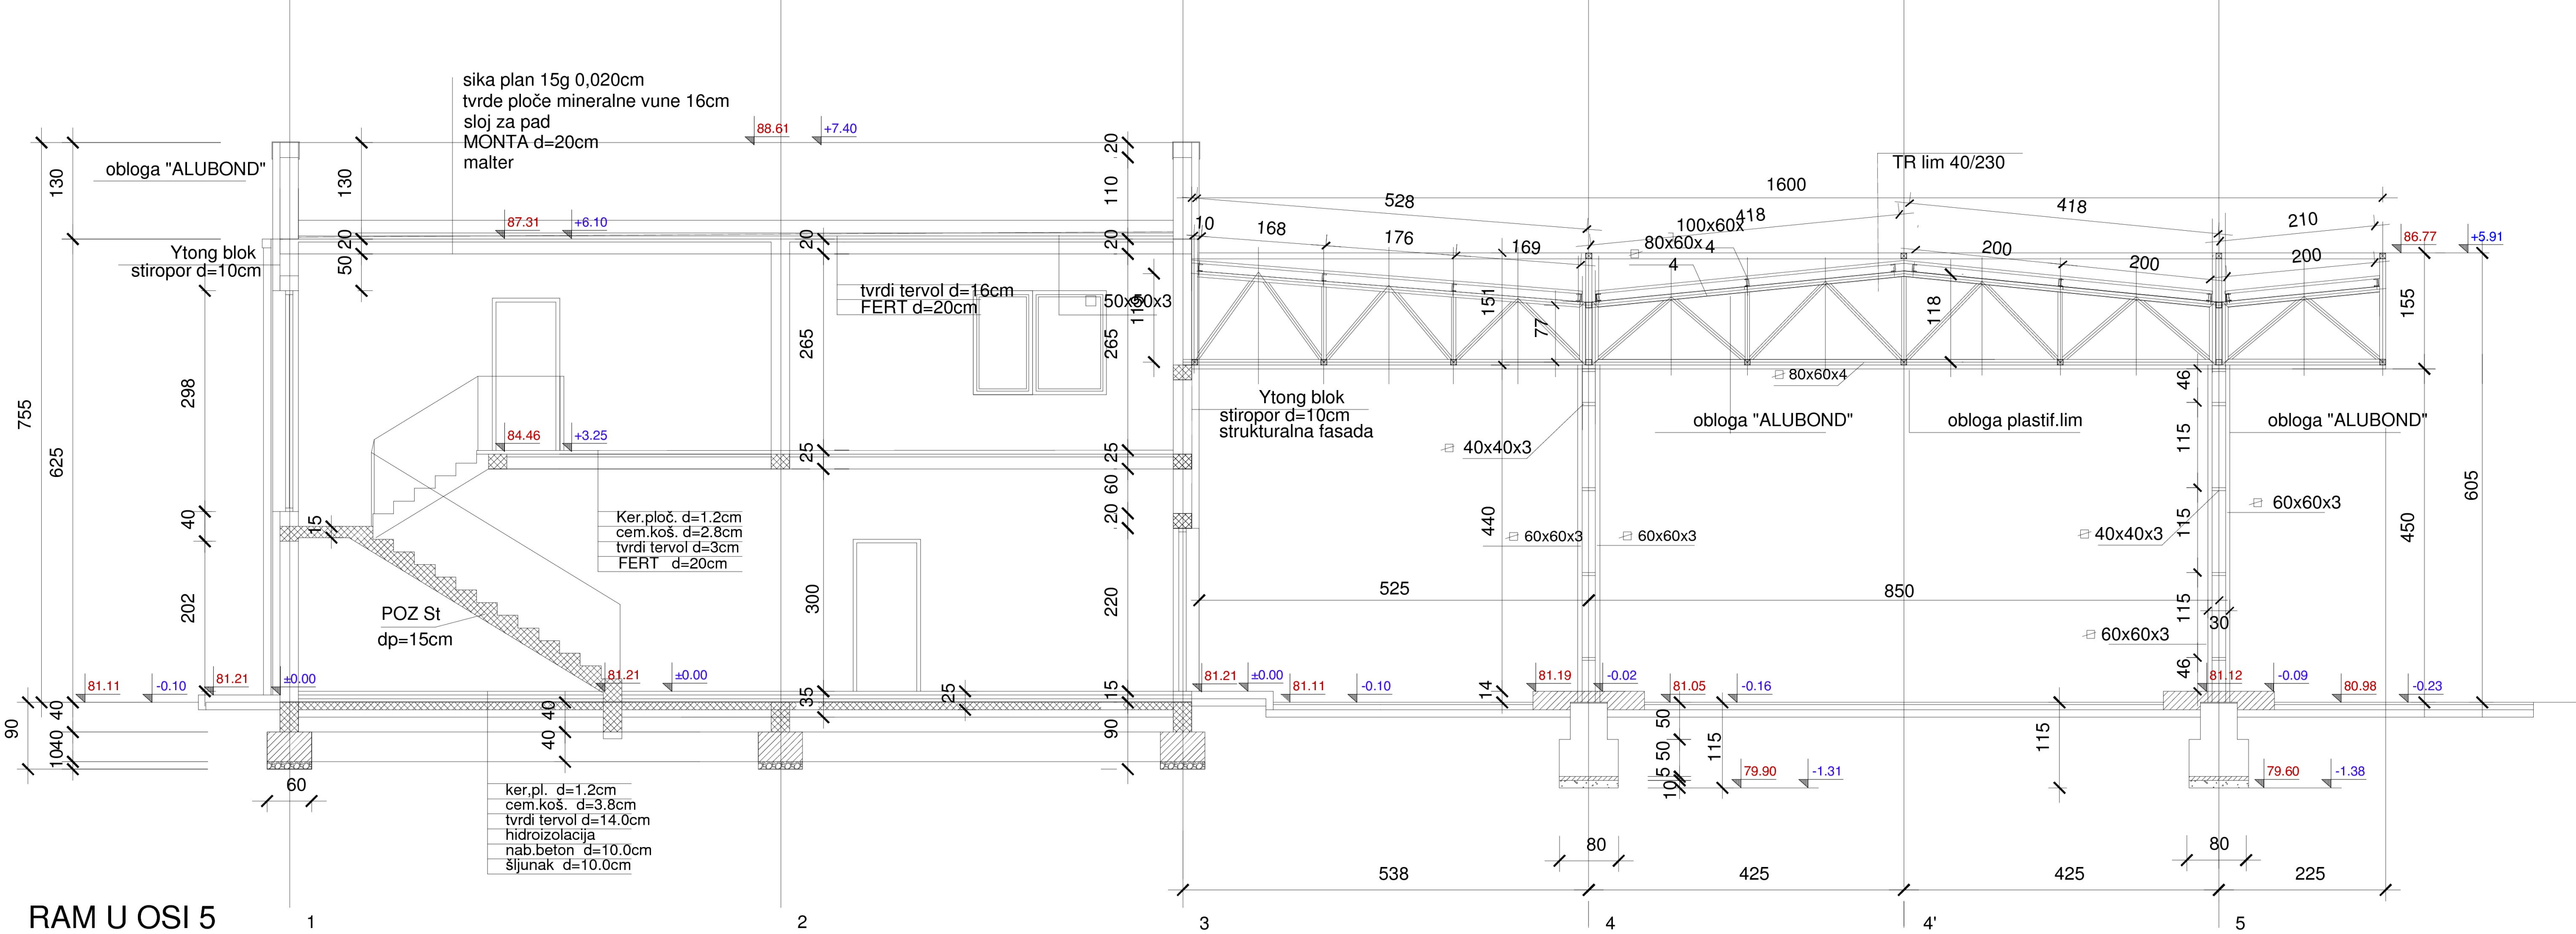 sika plan 15g 0,020cm
tvrde ploče mineralne vune 16cm
sloj za pad
MONTA d=20cm
malter
88.61
+7.40
20
130
obloga "ALUBOND"
130
110
TR lim 40/230
1600
528
418
418
210
10
168
176
169
100x60x
4
80x60x
4
200
200
200
86.77
+5.91
87.31
+6.10
20
20
20
50
Ytong blok
stiropor d=10cm
tvrdi tervol d=16cm
FERT d=20cm
50x50x3
151
77
118
155
265
265
298
755
625
80x60x4
46
Ytong blok
stiropor d=10cm
strukturalna fasada
obloga "ALUBOND"
obloga plastif.lim
obloga "ALUBOND"
84.46
+3.25
25
25
40x40x3
115
60
20
605
60x60x3
40
15
Ker.ploč. d=1.2cm
cem.koš. d=2.8cm
tvrdi tervol d=3cm
FERT d=20cm
440
60x60x3
60x60x3
40x40x3
115
450
525
850
202
300
220
115
30
POZ St
dp=15cm
60x60x3
46
81.11
-0.10
81.21
±0.00
81.21
±0.00
81.21
±0.00
81.11
-0.10
14
81.19
-0.02
81.05
-0.16
81.12
-0.09
80.98
-0.23
90
40
40
10
40
40
35
25
15
90
50
50
5
10
115
115
79.90
-1.31
79.60
-1.38
60
ker,pl. d=1.2cm
cem.koš. d=3.8cm
tvrdi tervol d=14.0cm
hidroizolacija
nab.beton d=10.0cm
šljunak d=10.0cm
80
80
538
425
425
225
RAM U OSI 5
1
2
3
4
4'
5